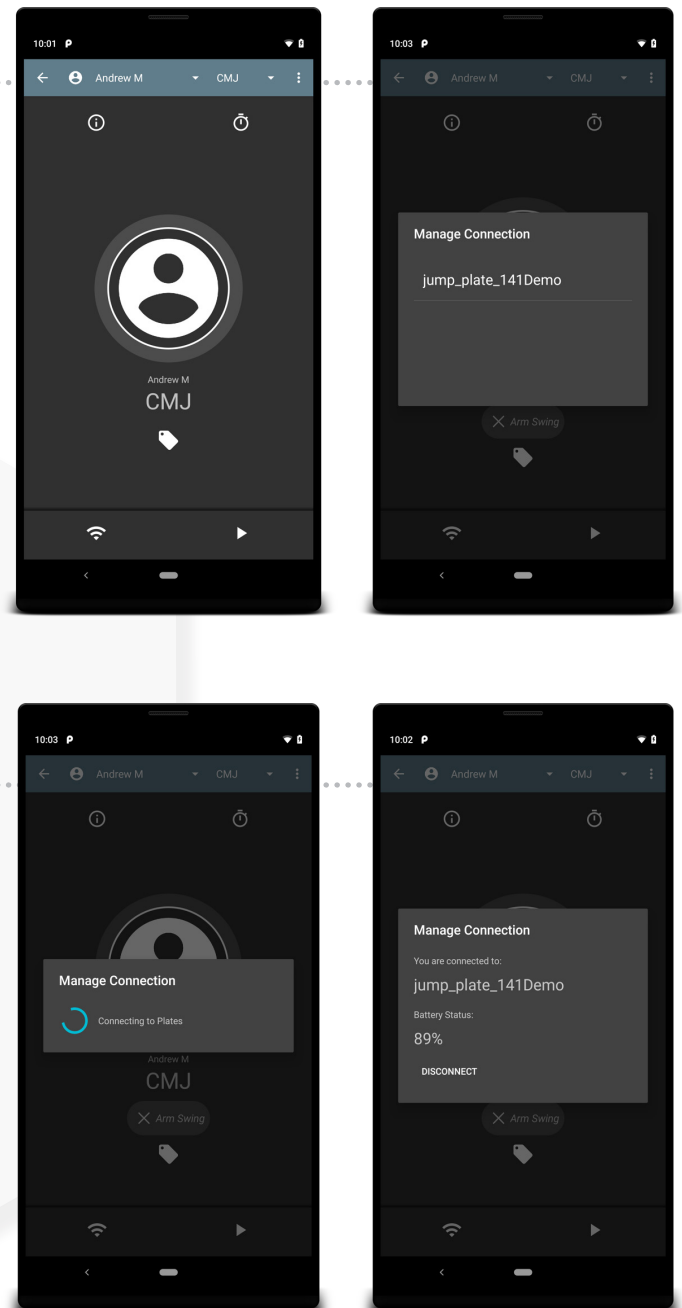 10:01
Andrew M CMJ
Andrew M
CMJ
10:03
Andrew M CMJ
Manage Connection
jump_plate_141Demo
Arm Swing
10:03
Andrew M CMJ
Manage Connection
Connecting to Plates
Andrew M
CMJ
Arm Swing
10:02
Andrew M CMJ
Manage Connection
You are connected to:
jump_plate_141Demo
Battery Status:
89%
DISCONNECT
Arm Swing